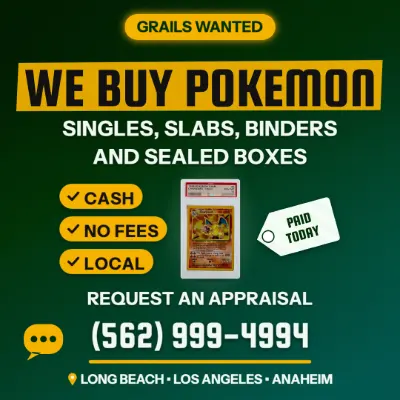 GRAILS WANTED
WE BUY POKEMON
SINGLES, SLABS, BINDERS
AND SEALED BOXES
CASH
NO FEES
LOCAL
PAID
TODAY
REQUEST AN APPRAISAL
(562) 999-4994
LONG BEACH • LOS ANGELES • ANAHEIM